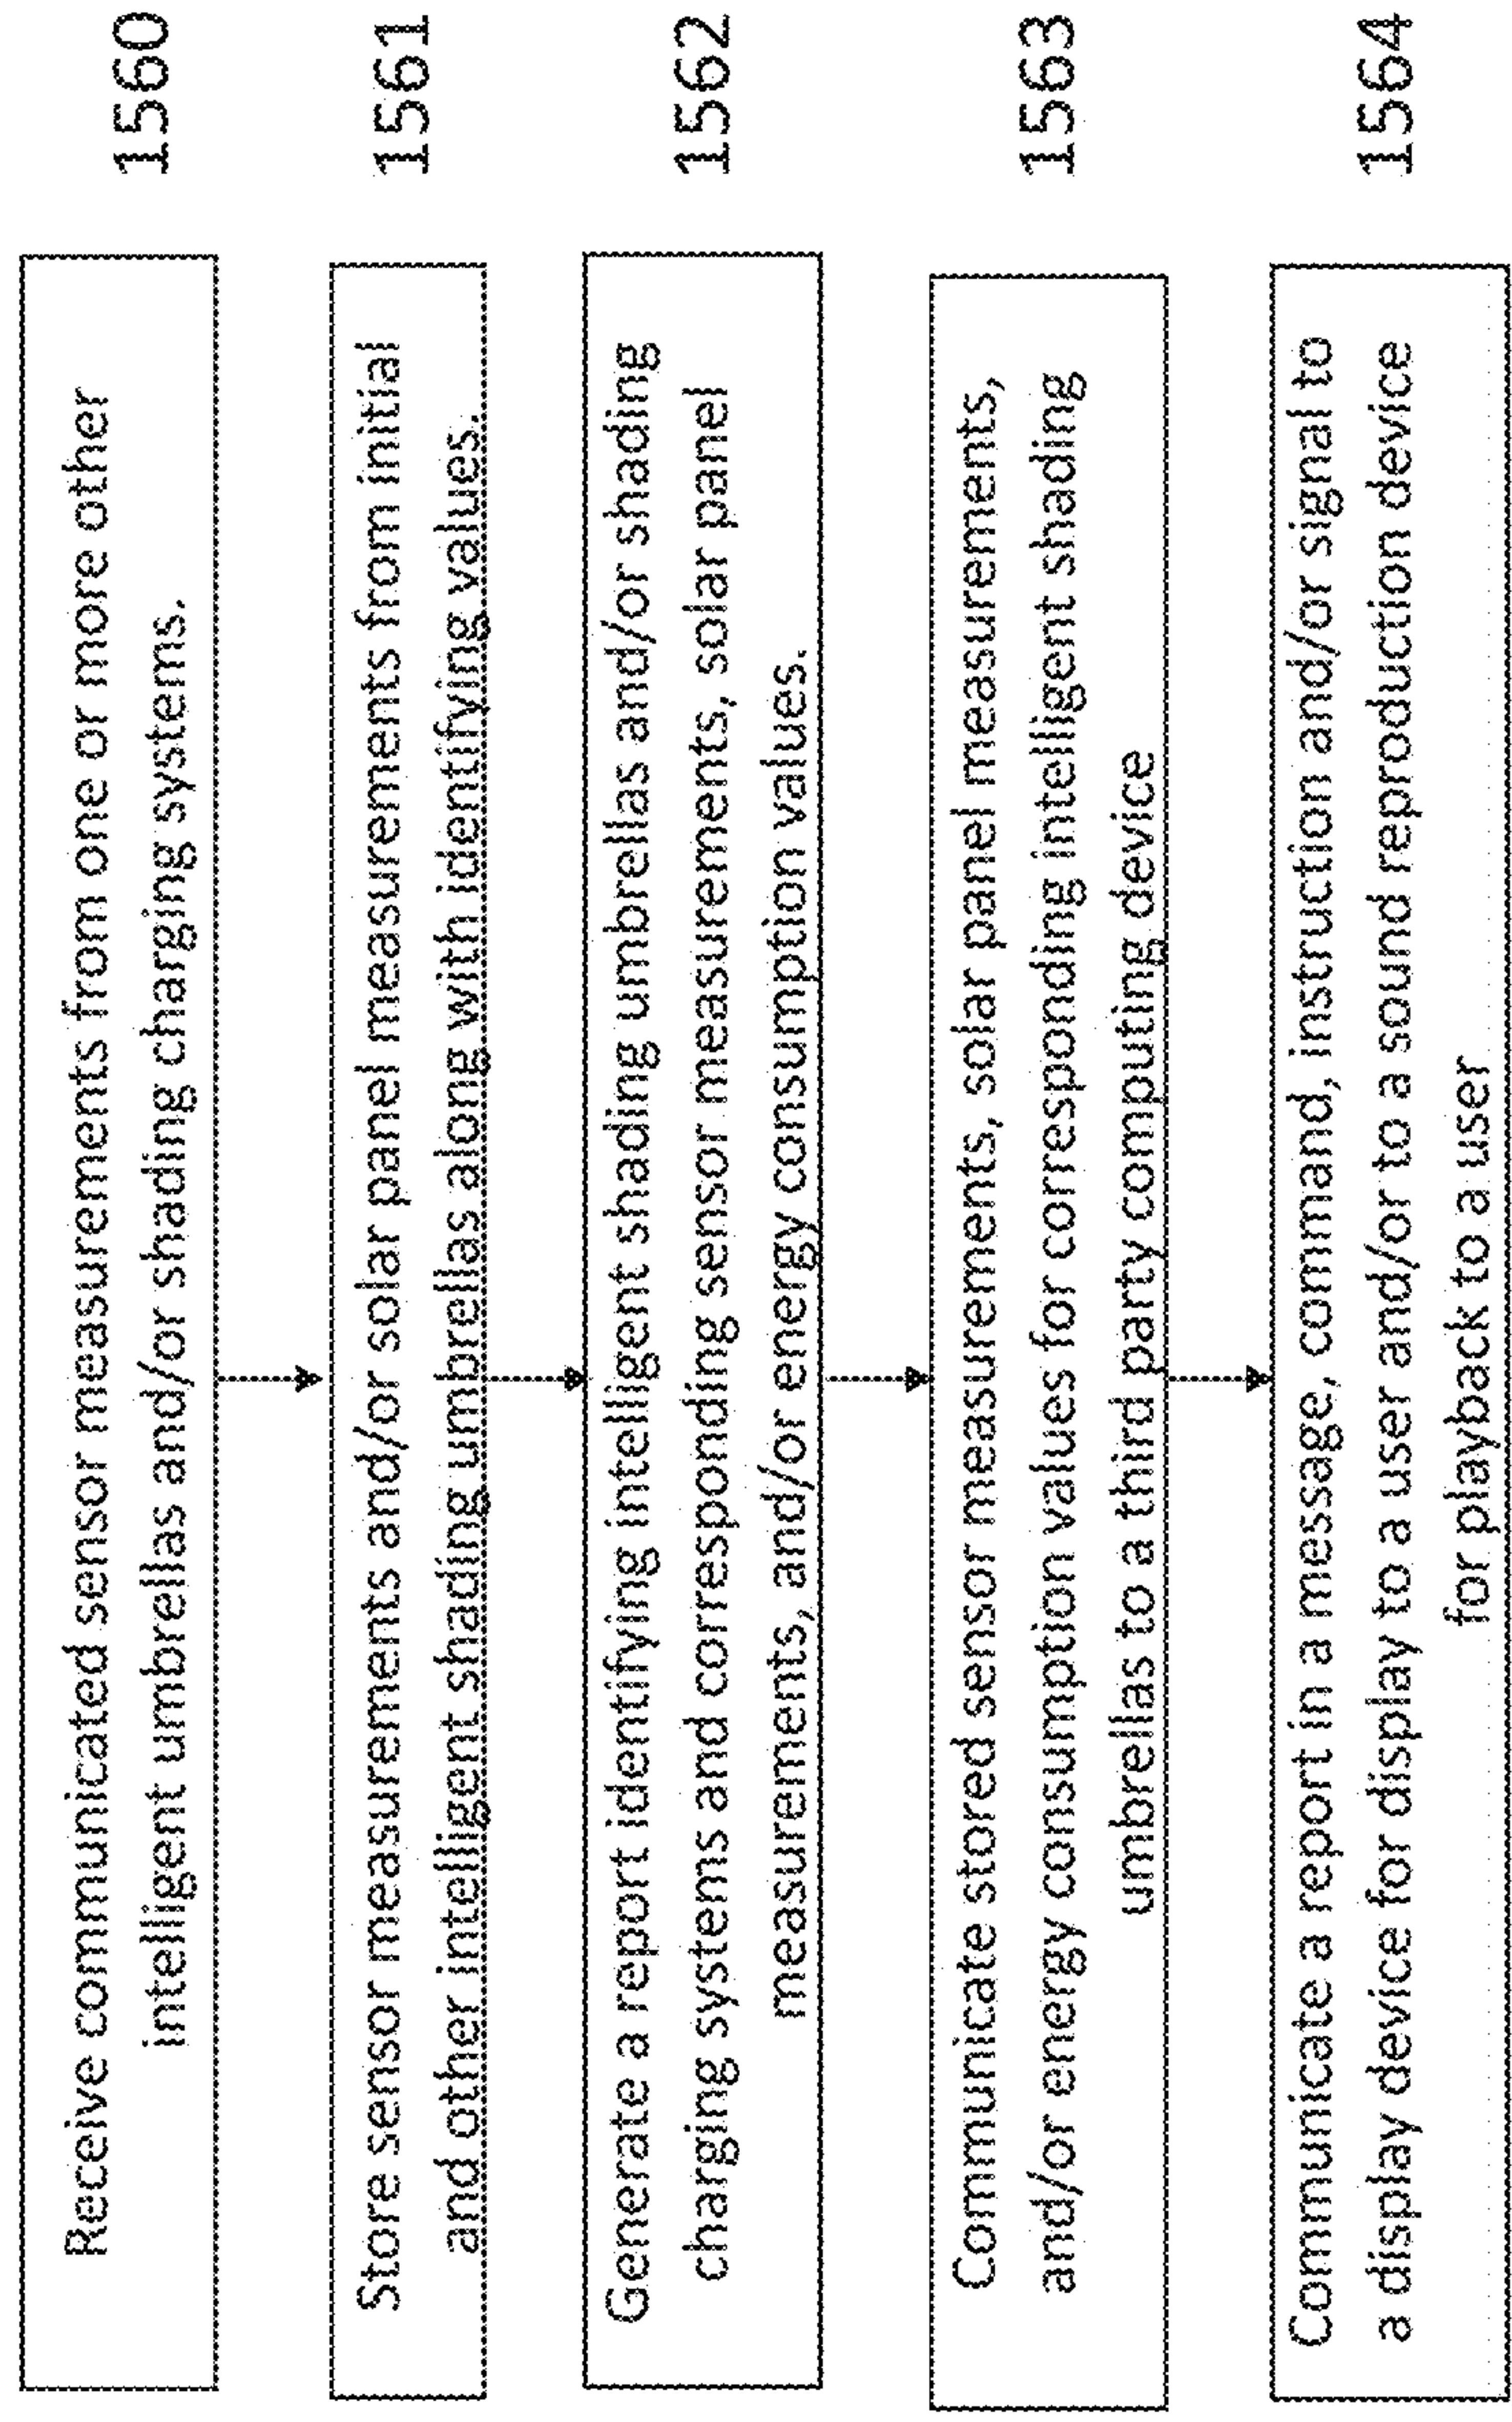 Receive communicated sensor measurements from one or more other
intelligent umbrellas and/or shading charging systems.
1560
Store sensor measurements and/or solar panel measurements from initial
and other intelligent shading umbrellas along with identifying values.
1561
Generate a report identifying intelligent shading umbrellas and/or shading
charging systems and corresponding sensor measurements, solar panel
measurements, and/or energy consumption values.
1562
Communicate stored sensor measurements, solar panel measurements,
and/or energy consumption values for corresponding intelligent shading
umbrellas to a third party computing device
1563
Communicate a report in a message, command, instruction and/or signal to
a display device for display to a user and/or to a sound reproduction device
for playback to a user
1564